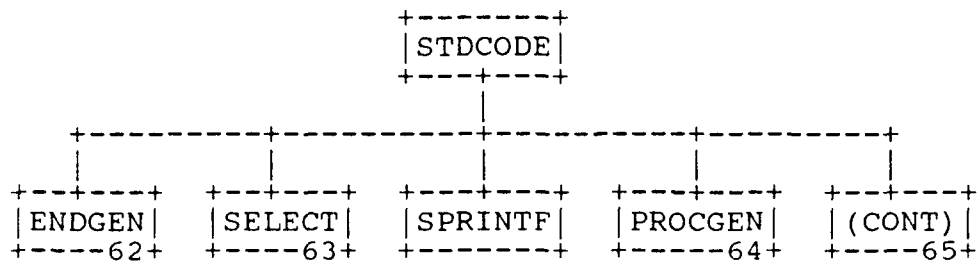 STDCODE
ENDGEN SELECT SPRINTF PROCGEN (CONT)
62 63 64 65